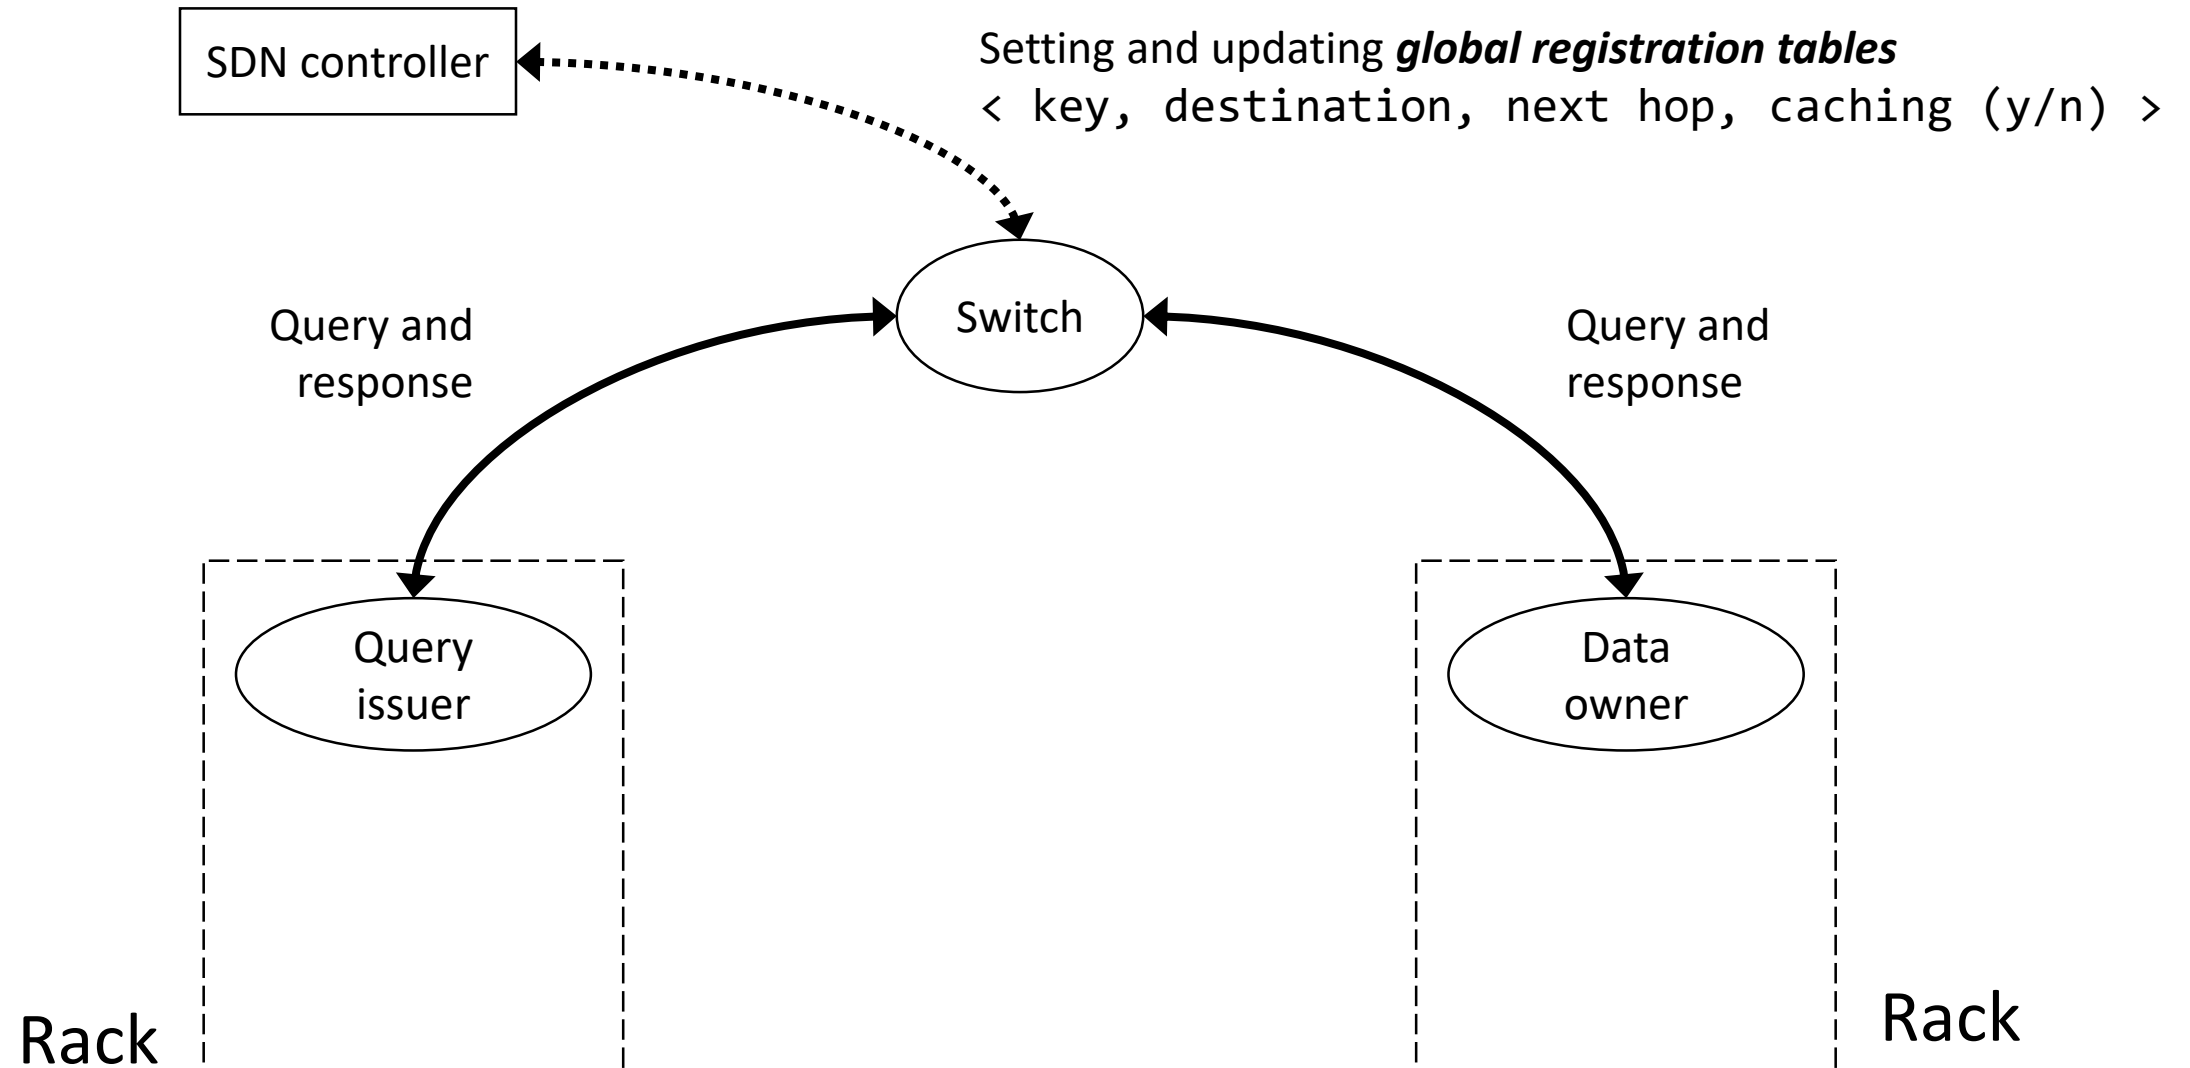 SDN controller
Setting and updating global registration tables
< key, destination, next hop, caching (y/n) >
Switch
Query and
response
Query and
response
Query
issuer
Data
owner
Rack
Rack